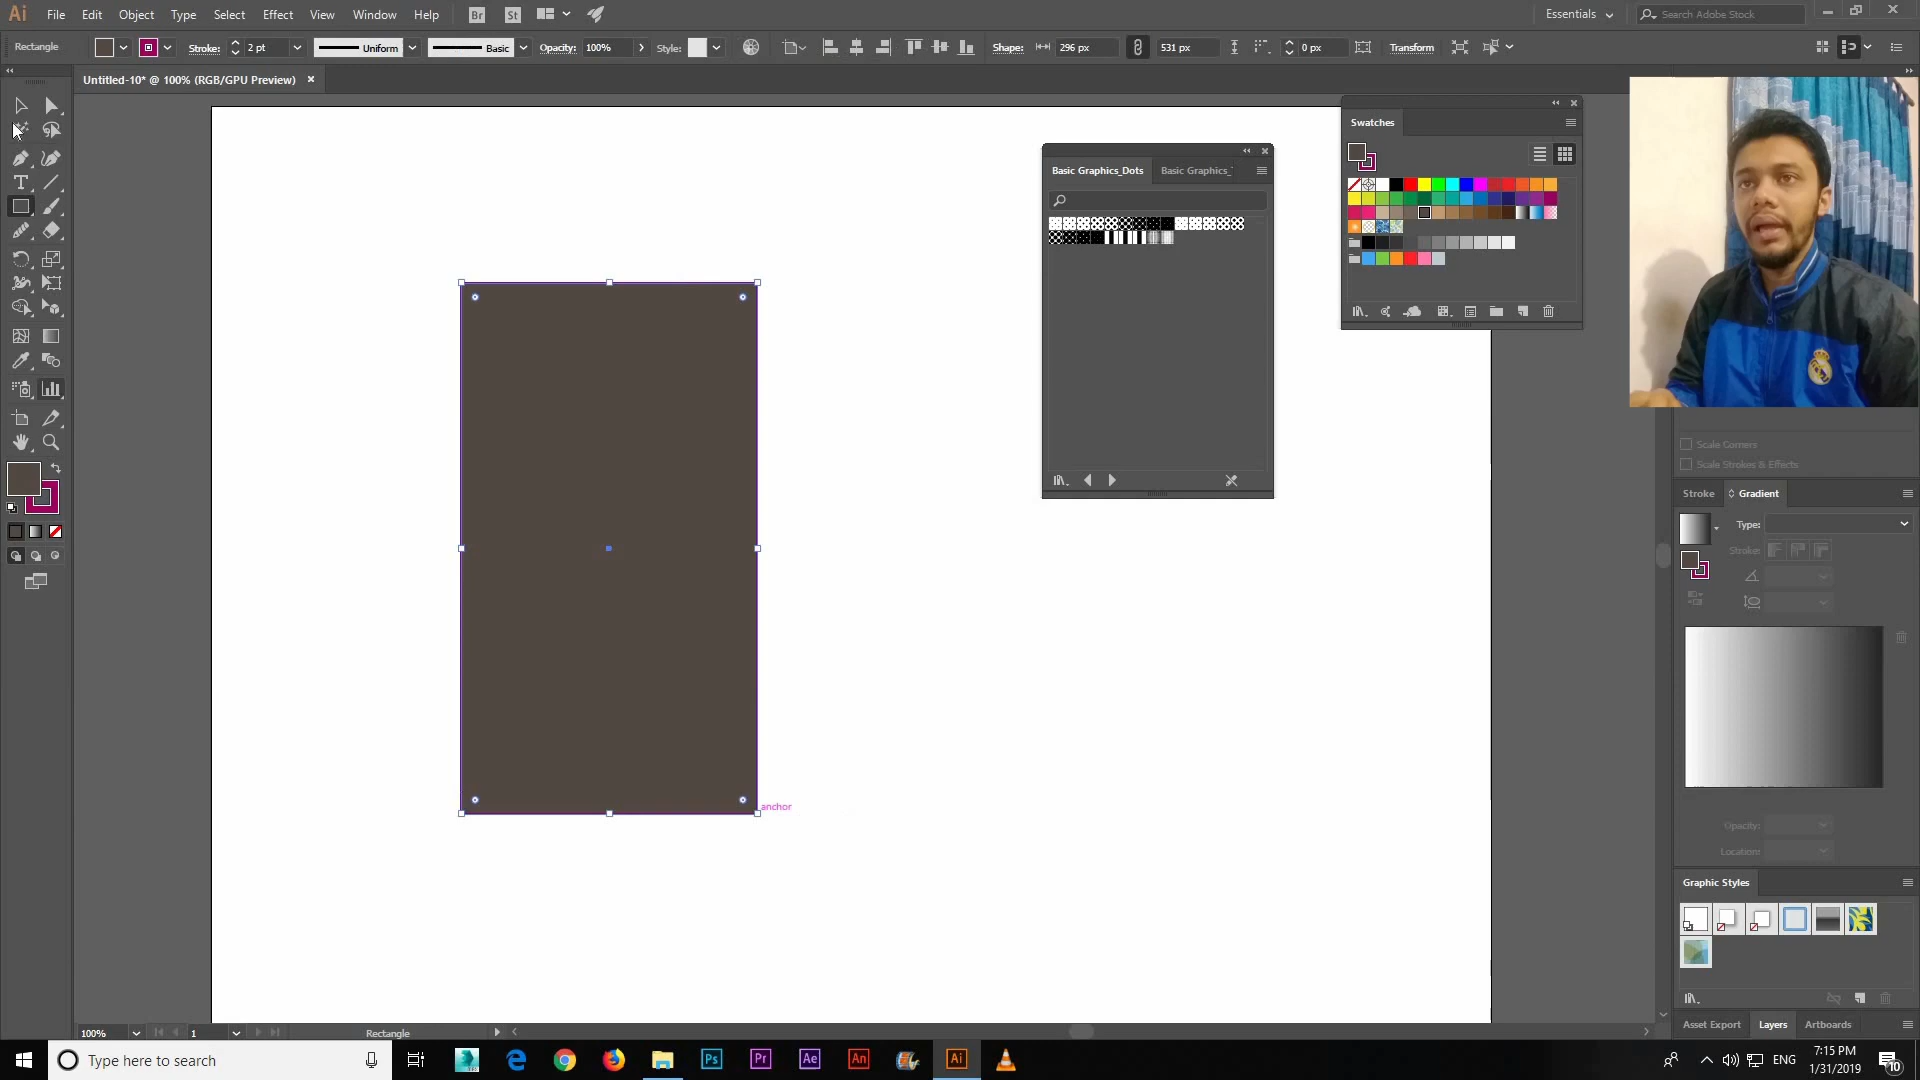 Ai File Edit Object Type Select Effect View Window Help Br St Essentials Search Adobe Stock
Rectangle Stroke: 2 pt Uniform Basic Opacity: 100% Style: Shape: 296 px 531 px 0 px Transform
Untitled-10* @ 100% (RGB/GPU Preview)
Swatches
Basic Graphics_Dots Basic Graphics_
anchor
Scale Corners
Scale Strokes & Effects
Stroke Gradient
Type:
Stroke:
Opacity:
Location:
Graphic Styles
Asset Export Layers Artboards
100% 1 Rectangle
Type here to search Ps Pr Ae An Ai ENG 7:15 PM
1/31/2019
10